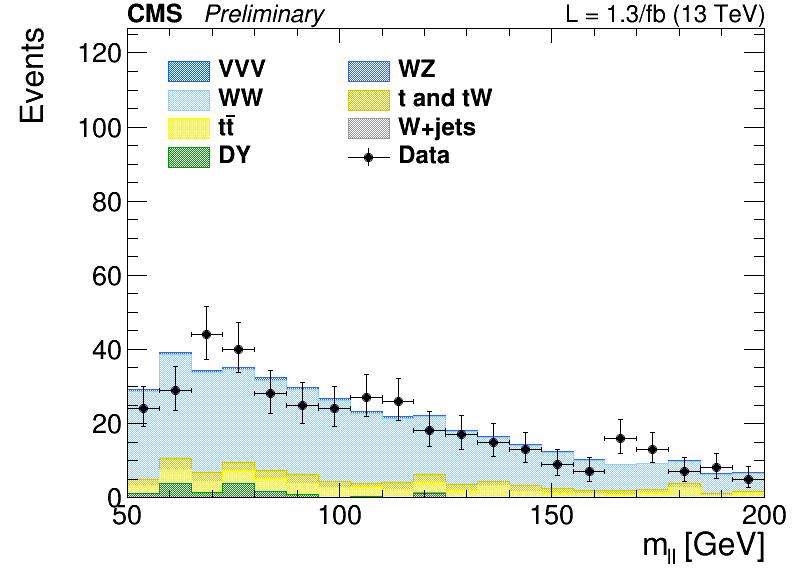 CMS Preliminary L = 1.3/fb (13 TeV)
Events
120
100
80
60
40
20
0
VVV WZ
WW t and tW
tt̄ W+jets
DY Data
50 100 150 200
m_ll [GeV]